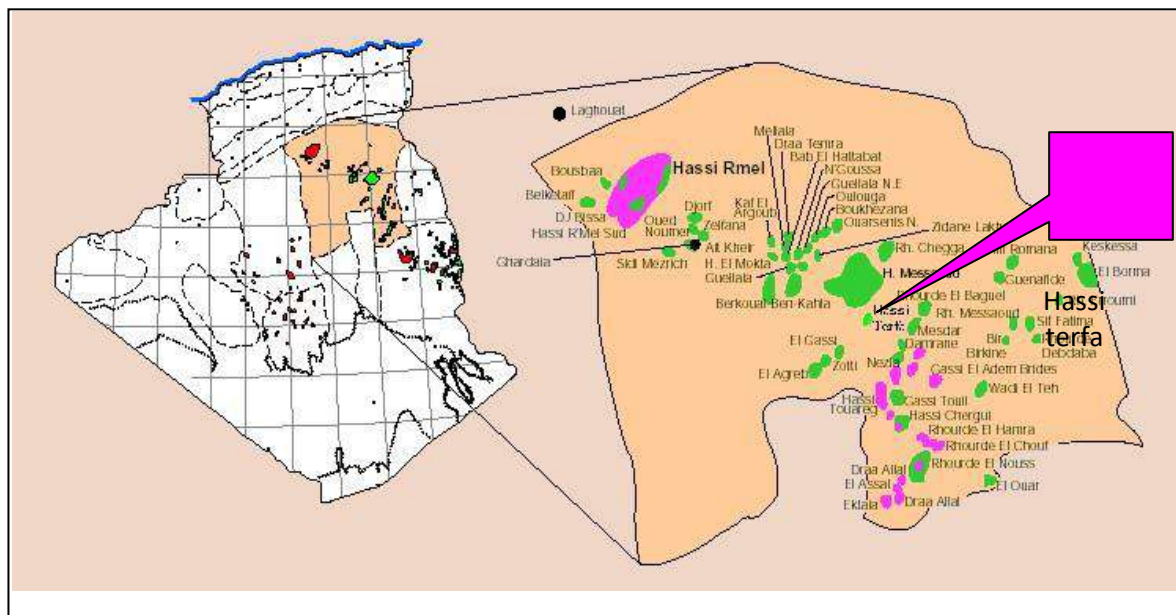 Laghouat
Mellala
Draa Temra
Bab El Hattabat
N'Goussa
Guellala N.E
Oulouga
Boukhezana
Ouarsenis N.
Kaf El
Argoub
Bousbaa
Hassi Rmel
Belketaif
DJ Bissa
Hassi R'Mel Sud
Oued
Noumer
Djorf
Zelfana
Ait Kheir
Ghardaia
Sidi Mezrich
H. El Mokta
Guellala
Berkoual-Ben-Kahla
Rh. Chegga
Romana
Keskessa
El Borma
Guenafide
H. Messaoud
Rhourde El Baguel
Rh. Messaoud
Hassi
Terfa
Hassi
terfa
Mesdar
Sif Fatima
Damrane
Bir
Birkine
Debdaba
El Gassi
Zotti
El Agreb
Nezla
Gassi El Adem Brides
Wadi El Teh
Hassi
Touareg
Gassi Touil
Hassi Chergui
Rhourde El Hamra
Rhourde El Chouf
Rhourde El Nouss
Draa Allal
El Assal
Ektaia
Draa Allal
El Ouar